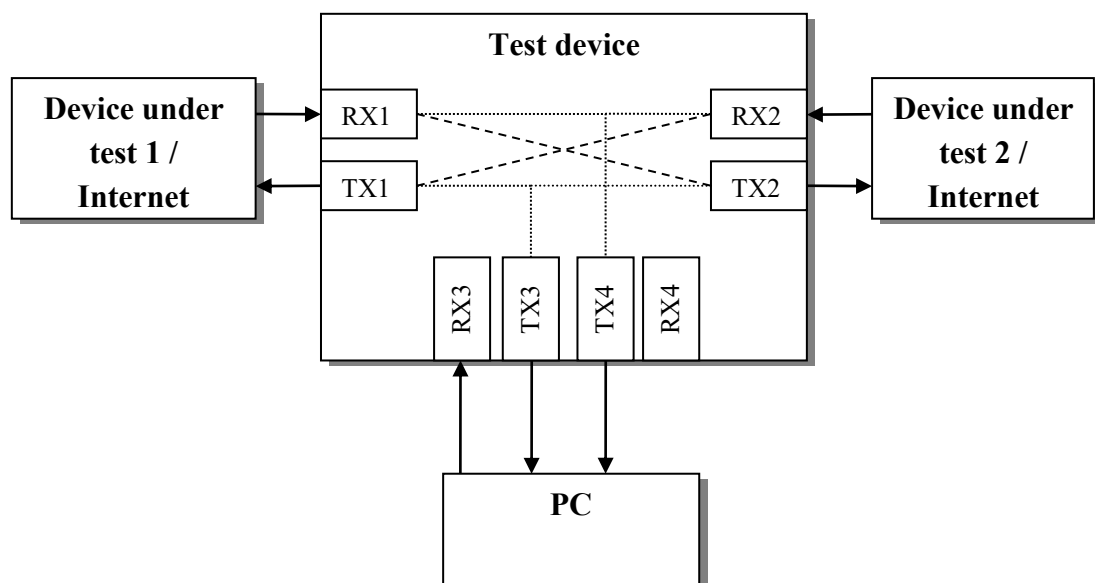 Test device
Device under
test 1 /
Internet
RX1
TX1
RX2
TX2
Device under
test 2 /
Internet
RX3
TX3
TX4
RX4
PC